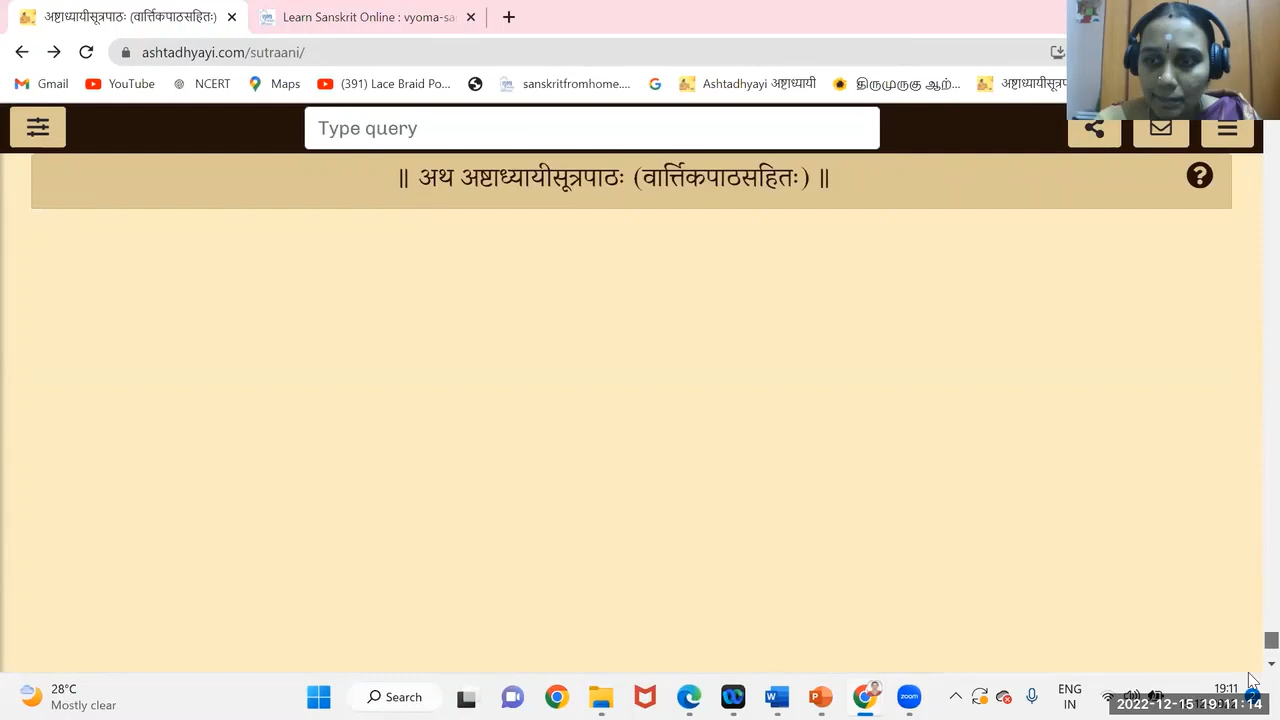 अष्टाध्यायीसूत्रपाठः (वार्त्तिकपाठसहितः)
Learn Sanskrit Online : vyoma-sa
ashtadhyayi.com/sutraani/
Gmail YouTube NCERT Maps (391) Lace Braid Po... sanskritfromhome.... Ashtadhyayi अष्टाध्यायी திருமுருகு ஆற்... अष्टाध्यायीसूत्रप
Type query
॥ अथ अष्टाध्यायीसूत्रपाठः (वार्त्तिकपाठसहितः) ॥
28°C
Mostly clear
Search
zoom
ENG
IN
19:11
2022-12-15 19:11:14